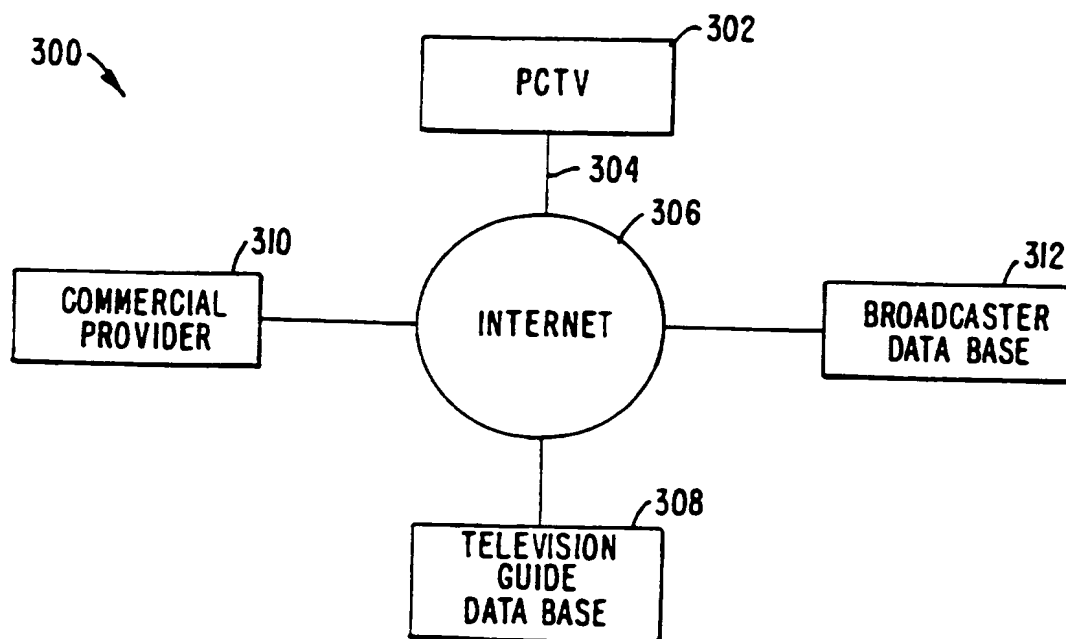 300
302
PCTV
304
306
310
COMMERCIAL
PROVIDER
INTERNET
312
BROADCASTER
DATA BASE
308
TELEVISION
GUIDE
DATA BASE